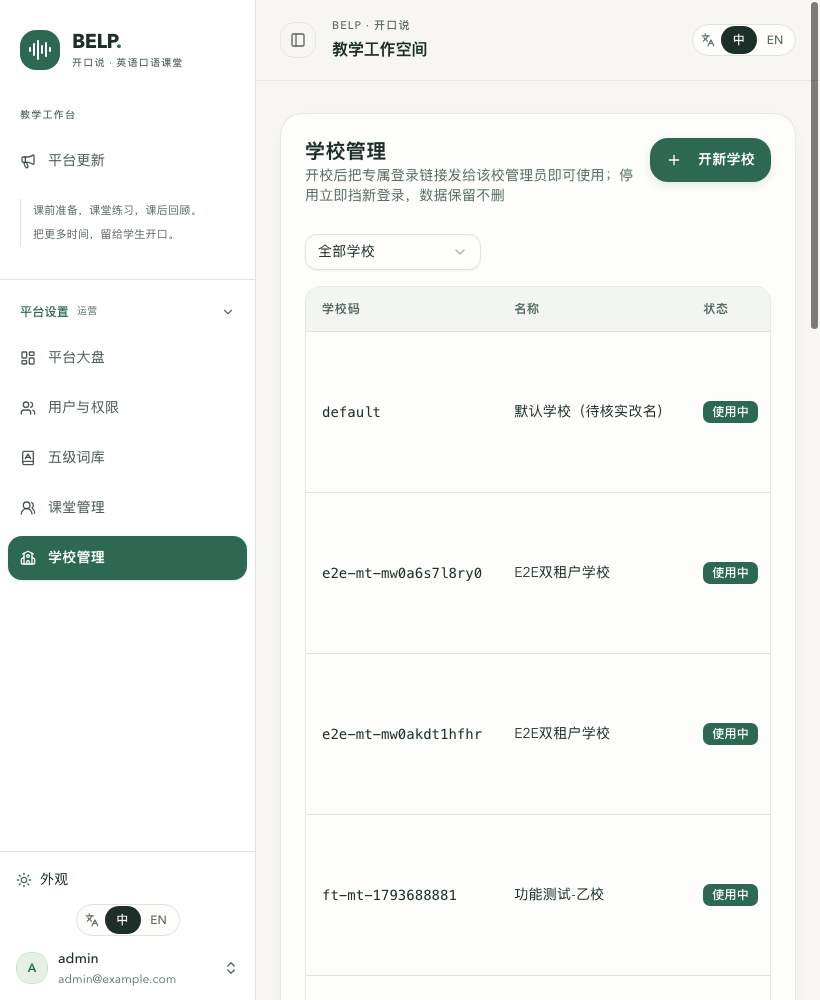 BELP.
开口说 · 英语口语课堂
教学工作台
平台更新
课前准备，课堂练习，课后回顾。
把更多时间，留给学生开口。
平台设置 运营
平台大盘
用户与权限
五级词库
课堂管理
学校管理
外观
中 EN
A
admin
admin@example.com
BELP · 开口说
教学工作空间
中 EN
学校管理
开校后把专属登录链接发给该校管理员即可使用；停
用立即挡新登录，数据保留不删
开新学校
全部学校
学校码 名称 状态
default 默认学校（待核实改名） 使用中
e2e-mt-mw0a6s7l8ry0 E2E双租户学校 使用中
e2e-mt-mw0akdt1hfhr E2E双租户学校 使用中
ft-mt-1793688881 功能测试-乙校 使用中